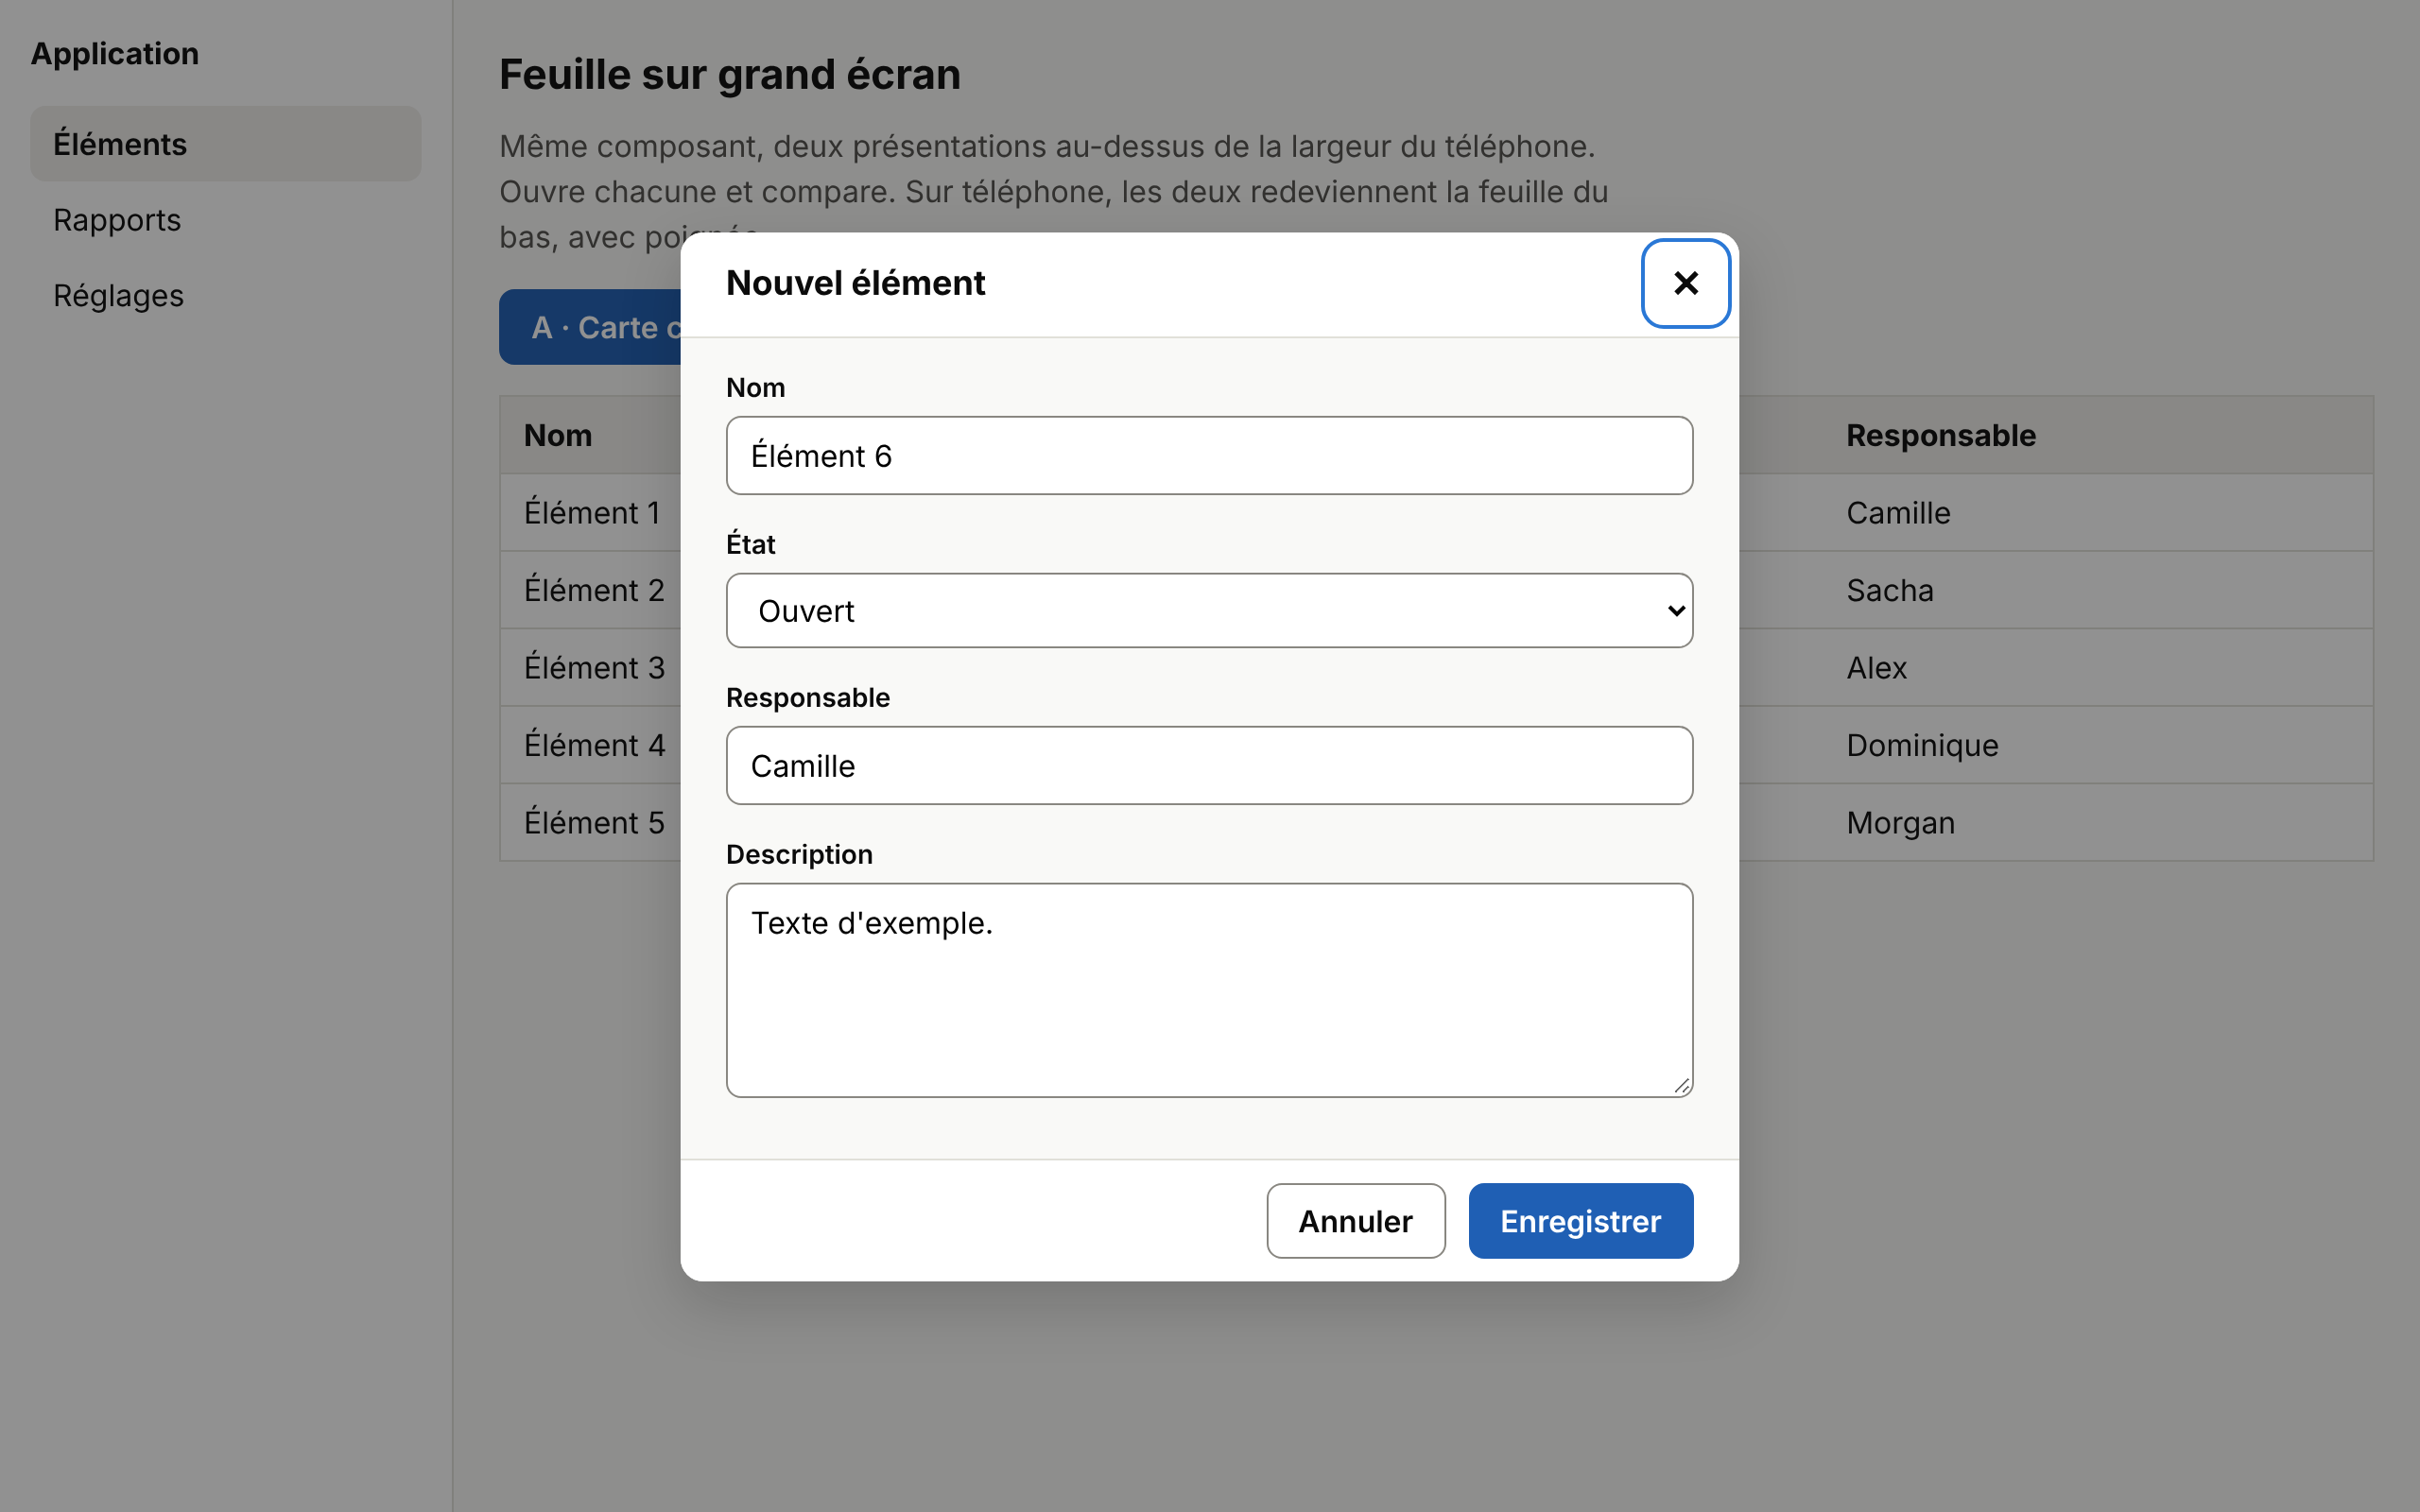 Application
Éléments
Rapports
Réglages
Feuille sur grand écran
Même composant, deux présentations au-dessus de la largeur du téléphone.
Ouvre chacune et compare. Sur téléphone, les deux redeviennent la feuille du
bas, avec
A · Carte
Nom
Responsable
Élément 1
Camille
Élément 2
Sacha
Élément 3
Alex
Élément 4
Dominique
Élément 5
Morgan
Nouvel élément
Nom
Élément 6
État
Ouvert
Responsable
Camille
Description
Texte d'exemple.
Annuler
Enregistrer